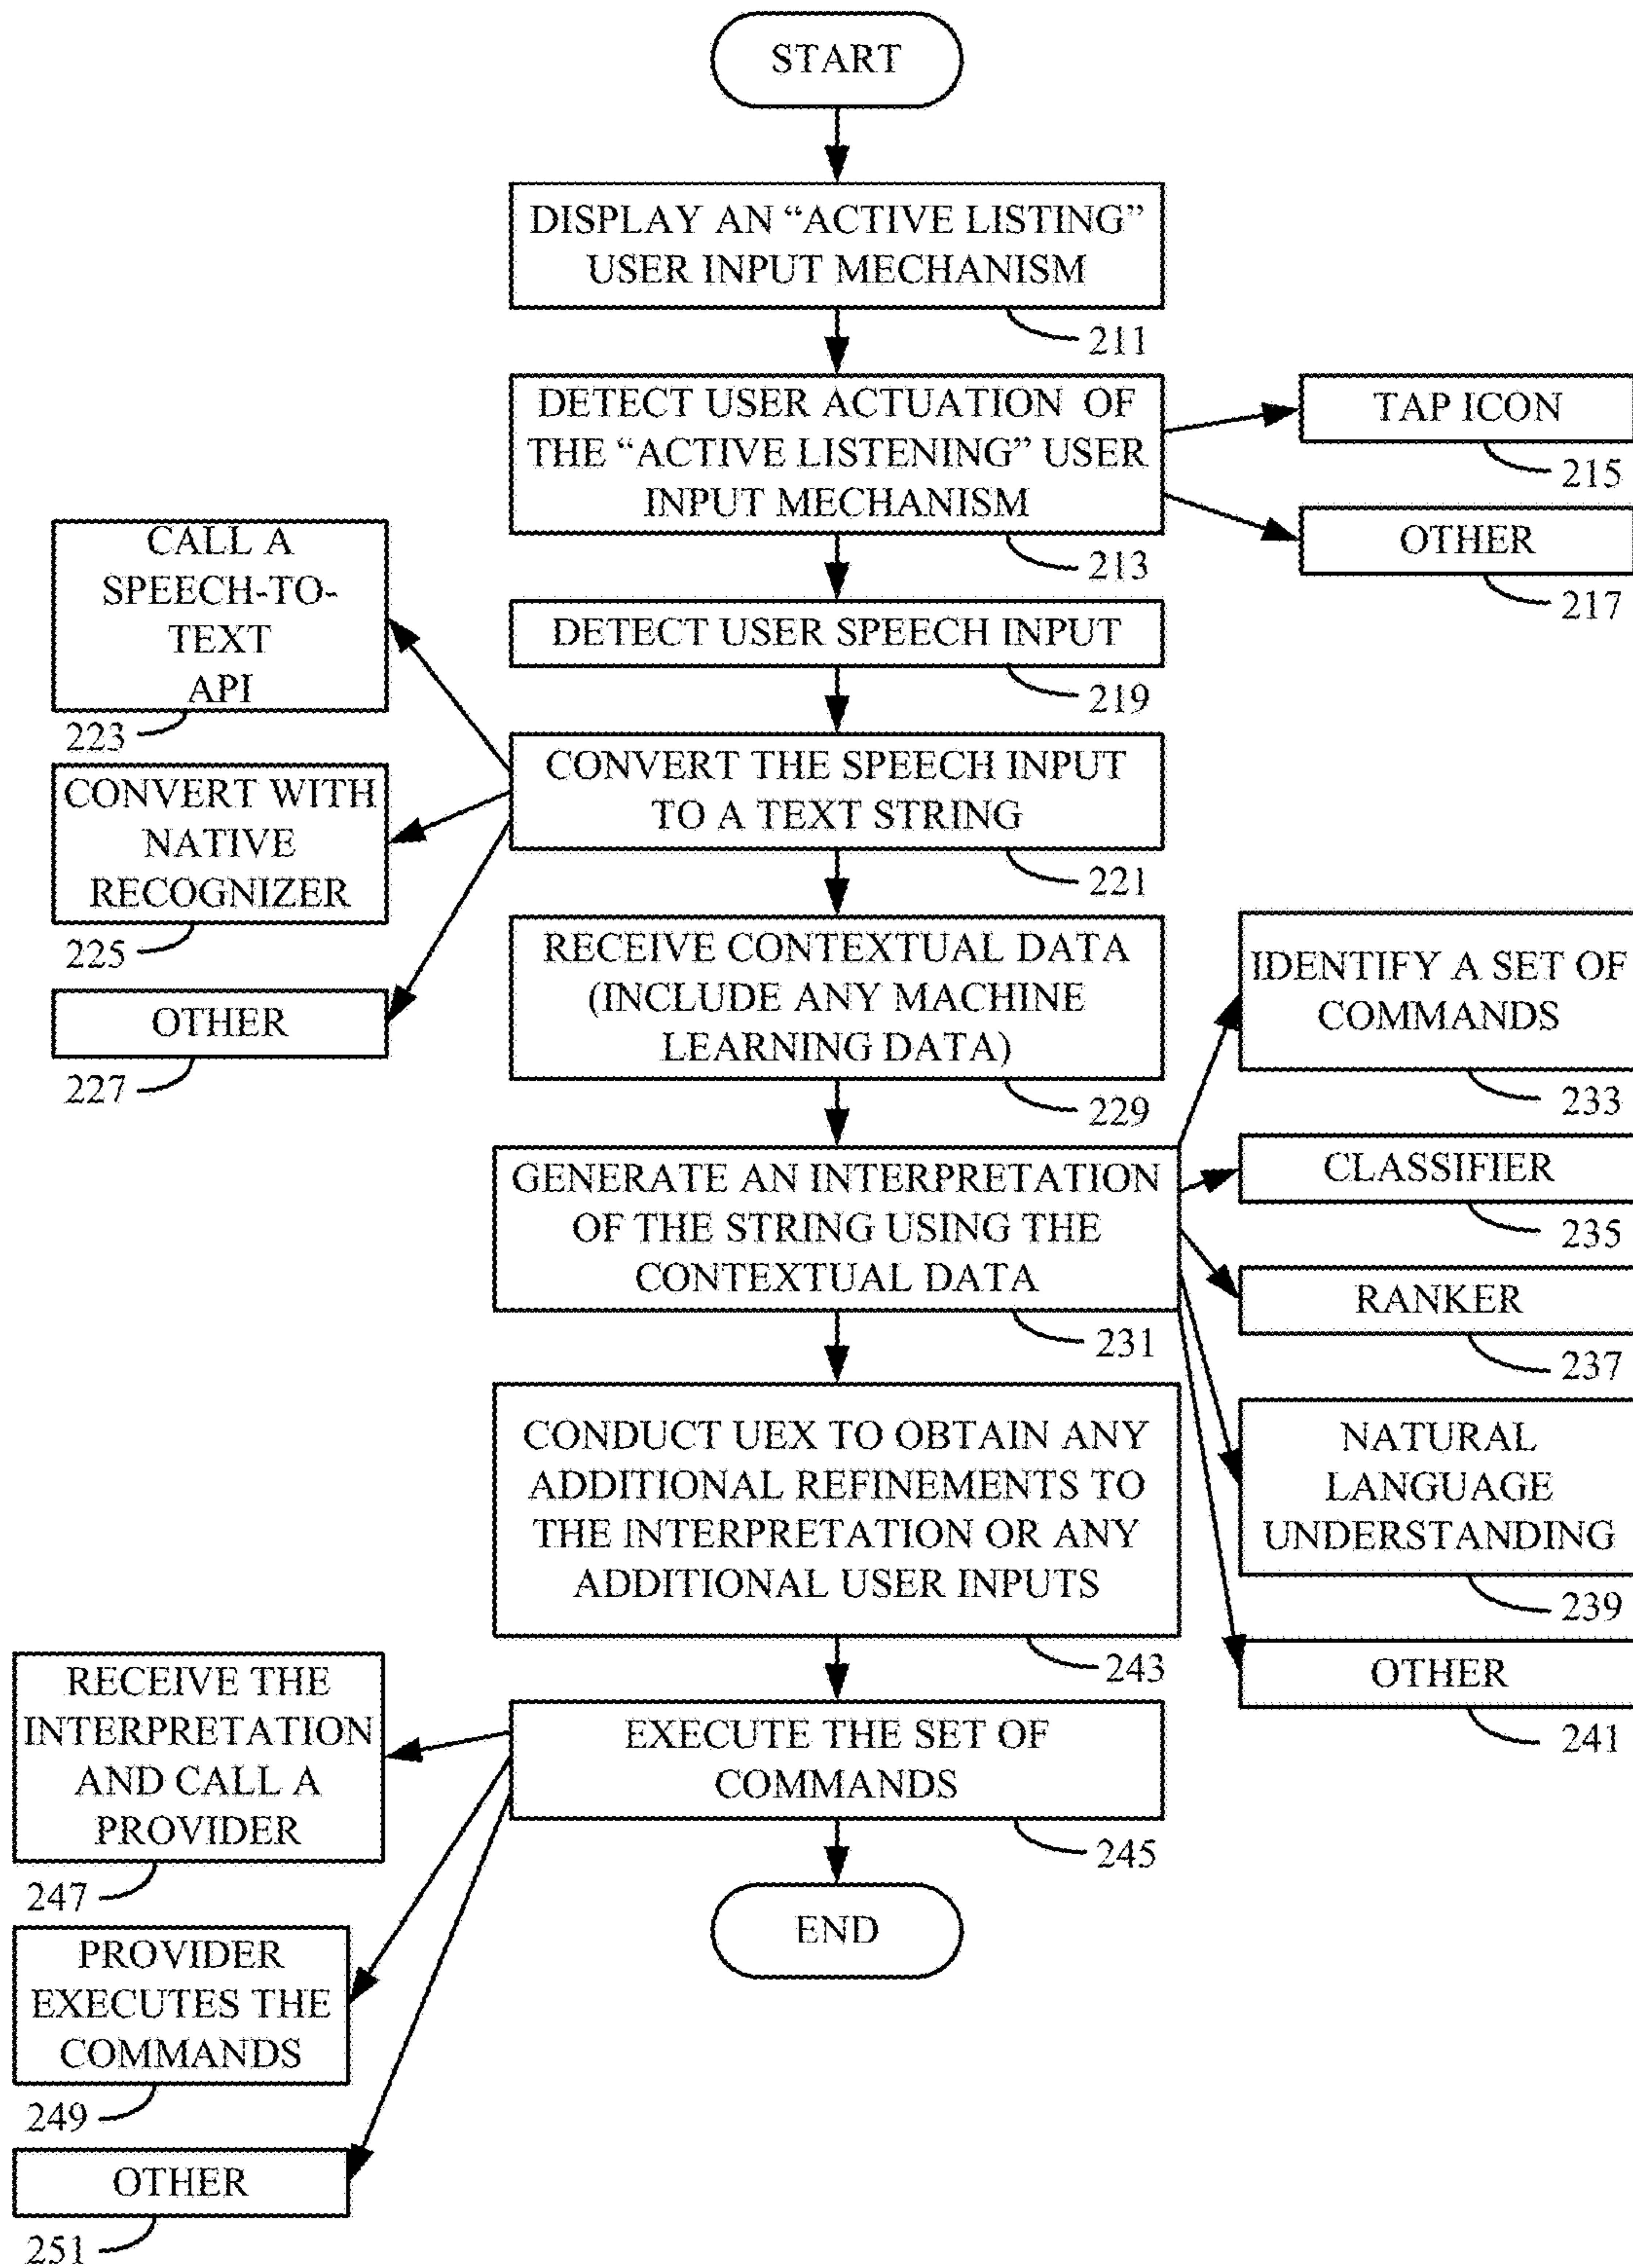 START
DISPLAY AN “ACTIVE LISTING”
USER INPUT MECHANISM
211
DETECT USER ACTUATION OF
THE “ACTIVE LISTENING” USER
INPUT MECHANISM
213
TAP ICON
215
OTHER
217
DETECT USER SPEECH INPUT
219
CONVERT THE SPEECH INPUT
TO A TEXT STRING
221
CALL A
SPEECH-TO-
TEXT
API
223
CONVERT WITH
NATIVE
RECOGNIZER
225
OTHER
227
RECEIVE CONTEXTUAL DATA
(INCLUDE ANY MACHINE
LEARNING DATA)
229
GENERATE AN INTERPRETATION
OF THE STRING USING THE
CONTEXTUAL DATA
231
IDENTIFY A SET OF
COMMANDS
233
CLASSIFIER
235
RANKER
237
NATURAL
LANGUAGE
UNDERSTANDING
239
OTHER
241
CONDUCT UEX TO OBTAIN ANY
ADDITIONAL REFINEMENTS TO
THE INTERPRETATION OR ANY
ADDITIONAL USER INPUTS
243
EXECUTE THE SET OF
COMMANDS
245
RECEIVE THE
INTERPRETATION
AND CALL A
PROVIDER
247
PROVIDER
EXECUTES THE
COMMANDS
249
OTHER
251
END